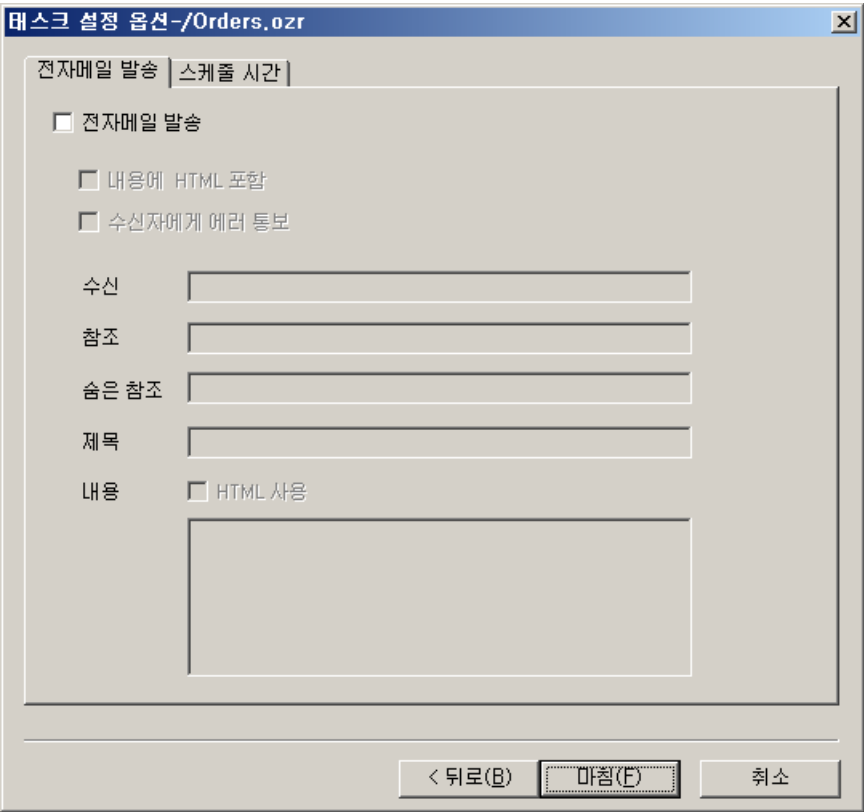 태스크 설정 옵션-/Orders.ozr
전자메일 발송 스케줄 시간
전자메일 발송
내용에 HTML 포함
수신자에게 에러 통보
수신
참조
숨은 참조
제목
내용 HTML 사용
< 뒤로(B) 마침(F) 취소